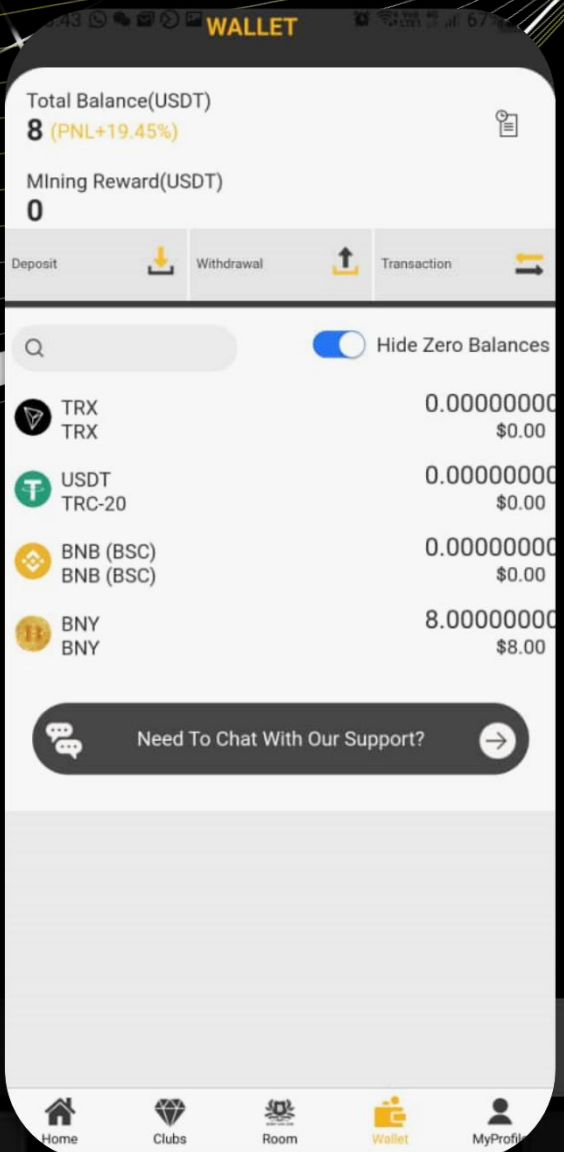 :43
WALLET
67%
Total Balance(USDT)
8 (PNL+19.45%)
MIning Reward(USDT)
0
Deposit
Withdrawal
Transaction
Hide Zero Balances
TRX
0.00000000
TRX
$0.00
USDT
0.00000000
TRC-20
$0.00
BNB (BSC)
0.00000000
BNB (BSC)
$0.00
BNY
8.00000000
BNY
$8.00
Need To Chat With Our Support?
Home
Clubs
Room
Wallet
MyProfil